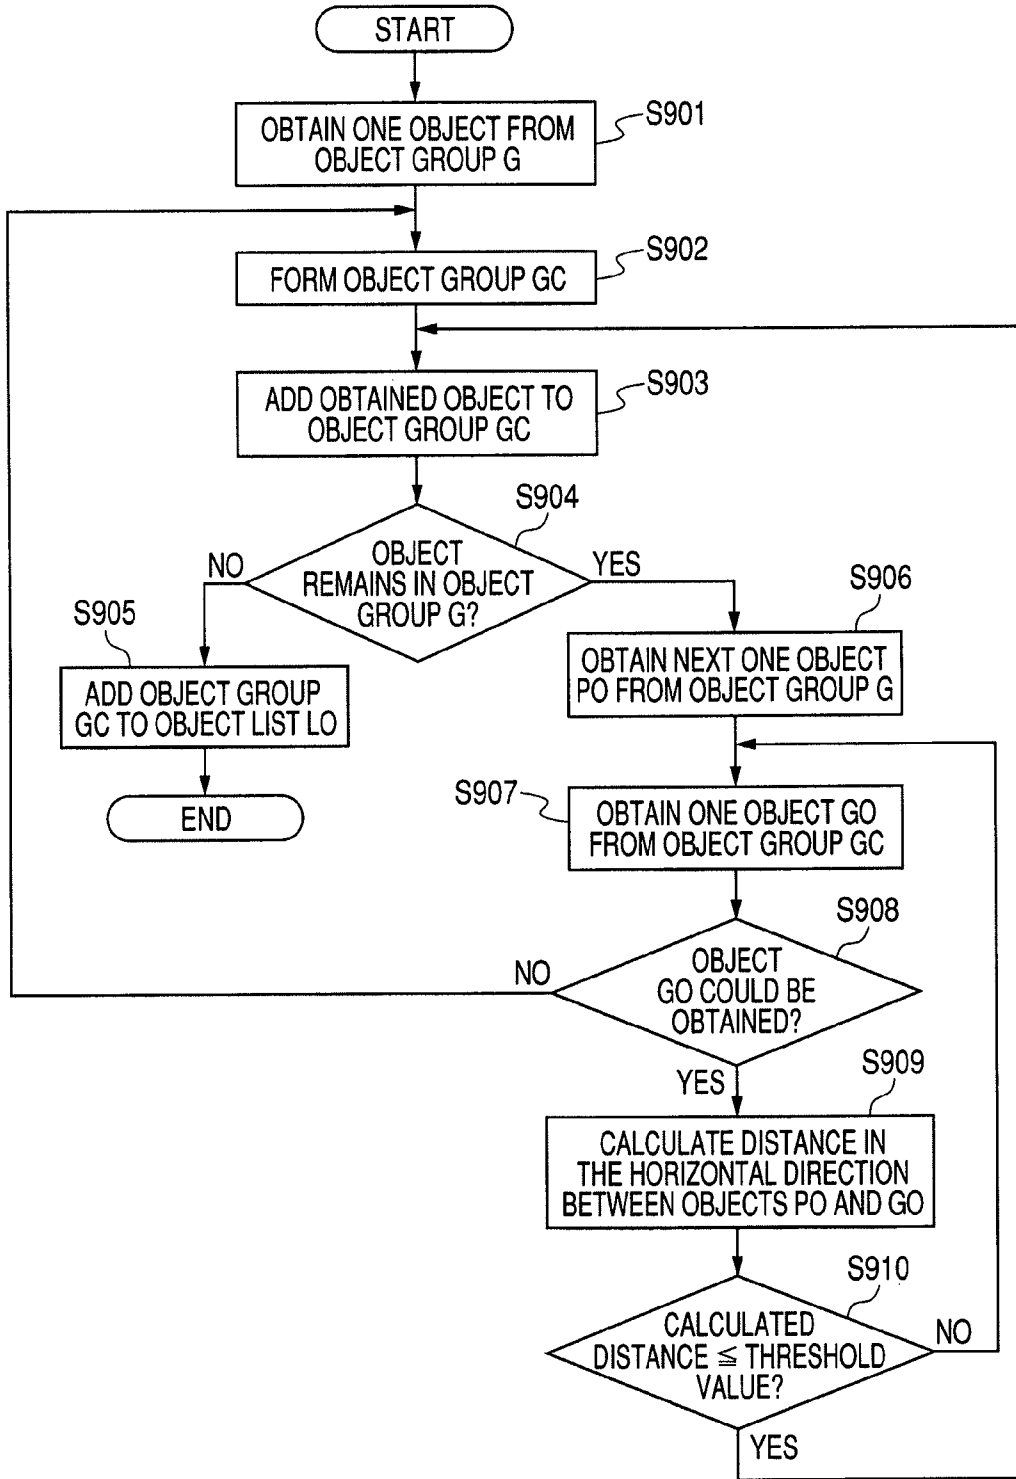 START
OBTAIN ONE OBJECT FROM
OBJECT GROUP G
S901
S902
FORM OBJECT GROUP GC
S903
ADD OBTAINED OBJECT TO
OBJECT GROUP GC
S904
OBJECT
REMAINS IN OBJECT
GROUP G?
NO
YES
S905
ADD OBJECT GROUP
GC TO OBJECT LIST LO
END
S906
OBTAIN NEXT ONE OBJECT
PO FROM OBJECT GROUP G
S907
OBTAIN ONE OBJECT GO
FROM OBJECT GROUP GC
S908
OBJECT
GO COULD BE
OBTAINED?
NO
YES
S909
CALCULATE DISTANCE IN
THE HORIZONTAL DIRECTION
BETWEEN OBJECTS PO AND GO
S910
CALCULATED
DISTANCE ≦ THRESHOLD
VALUE?
NO
YES